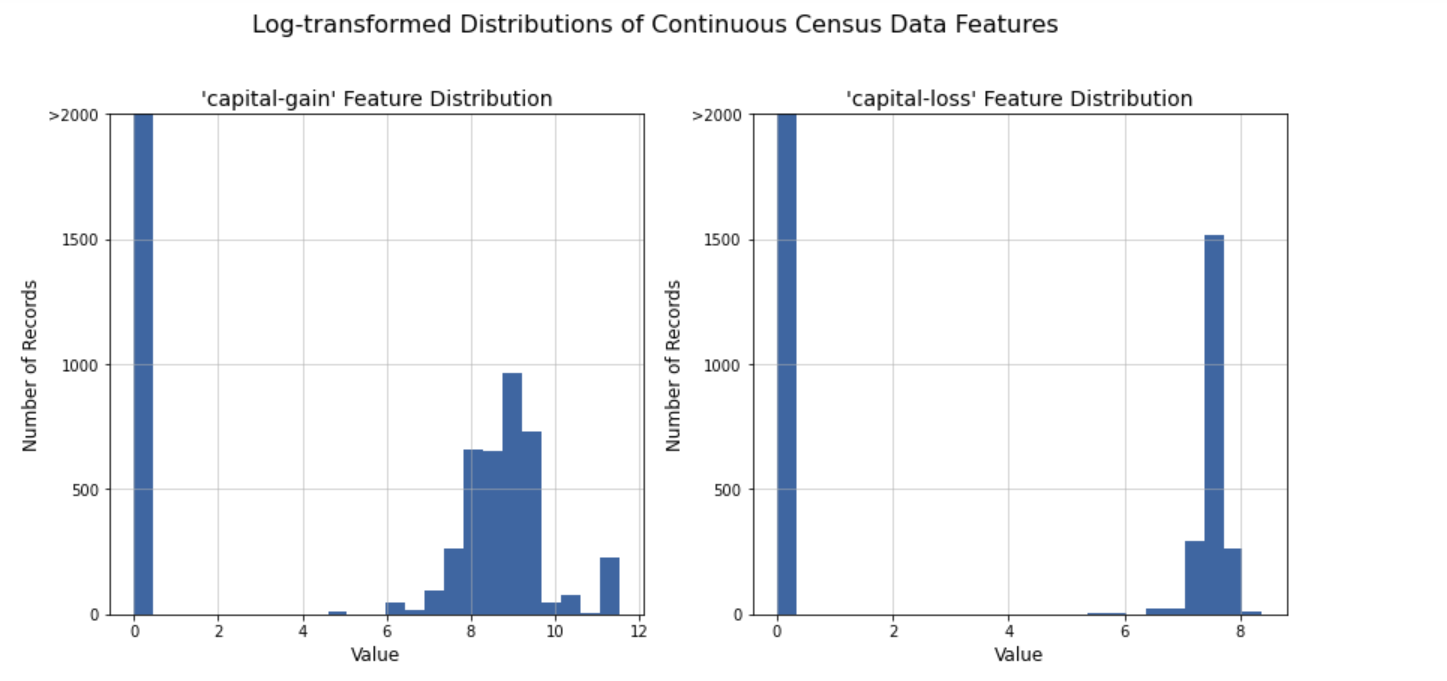 Log-transformed Distributions of Continuous Census Data Features
'capital-gain' Feature Distribution
>2000
1500
1000
500
0
Number of Records
0 2 4 6 8 10 12
Value
'capital-loss' Feature Distribution
>2000
1500
1000
500
0
Number of Records
0 2 4 6 8
Value